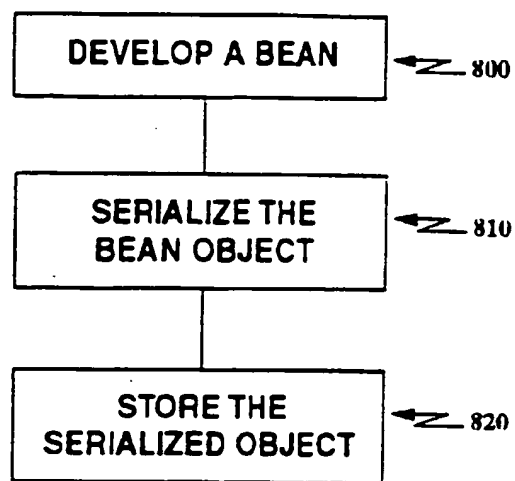 DEVELOP A BEAN
800
SERIALIZE THE
BEAN OBJECT
810
STORE THE
SERIALIZED OBJECT
820